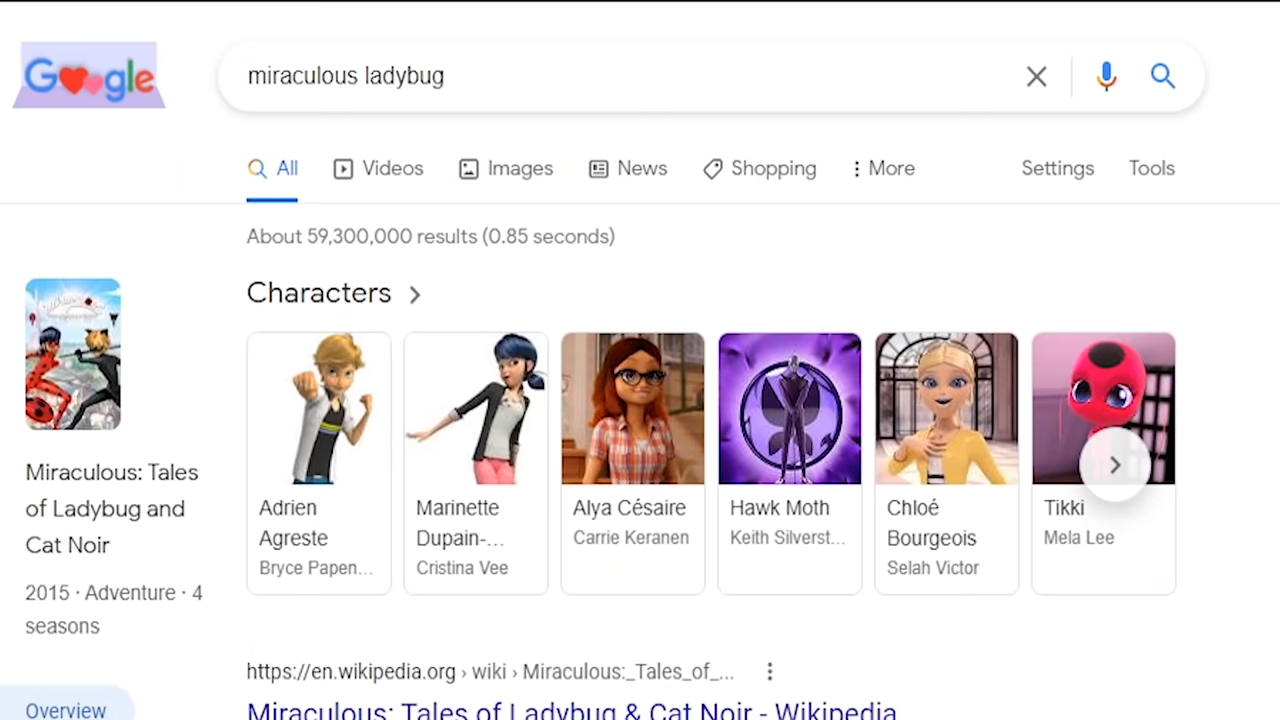 Google
miraculous ladybug
All Videos Images News Shopping More Settings Tools
About 59,300,000 results (0.85 seconds)
Characters
Adrien
Agreste
Bryce Papen...
Marinette
Dupain-...
Cristina Vee
Alya Césaire
Carrie Keranen
Hawk Moth
Keith Silverst...
Chloé
Bourgeois
Selah Victor
Tikki
Mela Lee
Miraculous: Tales
of Ladybug and
Cat Noir
2015 · Adventure · 4
seasons
Overview
https://en.wikipedia.org › wiki › Miraculous:_Tales_of_...
Miraculous: Tales of Ladybug & Cat Noir - Wikipedia